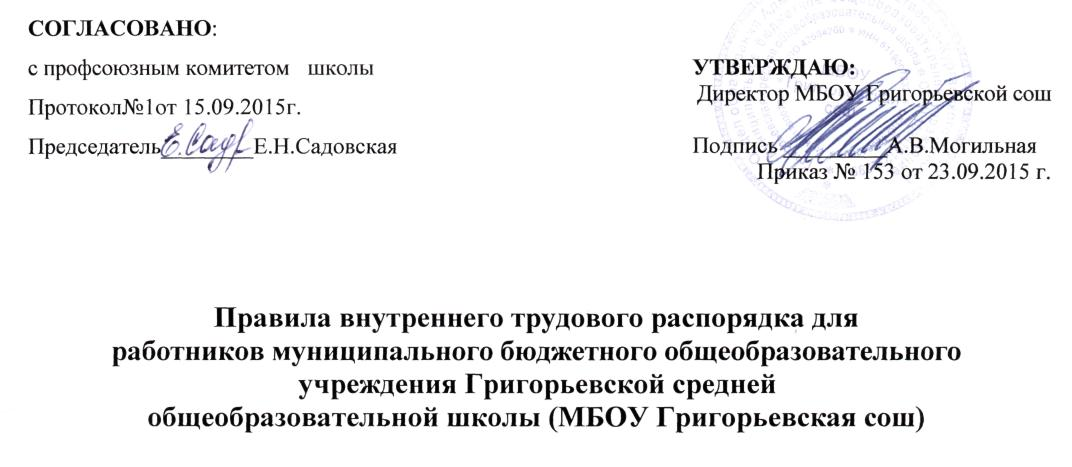 СОГЛАСОВАНО:
с профсоюзным комитетом школы
Протокол№1от 15.09.2015г.
Председатель________Е.Н.Садовская
УТВЕРЖДАЮ:
Директор МБОУ Григорьевской сош
Подпись _________А.В.Могильная
Приказ № 153 от 23.09.2015 г.
Правила внутреннего трудового распорядка для
работников муниципального бюджетного общеобразовательного
учреждения Григорьевской средней
общеобразовательной школы (МБОУ Григорьевская сош)